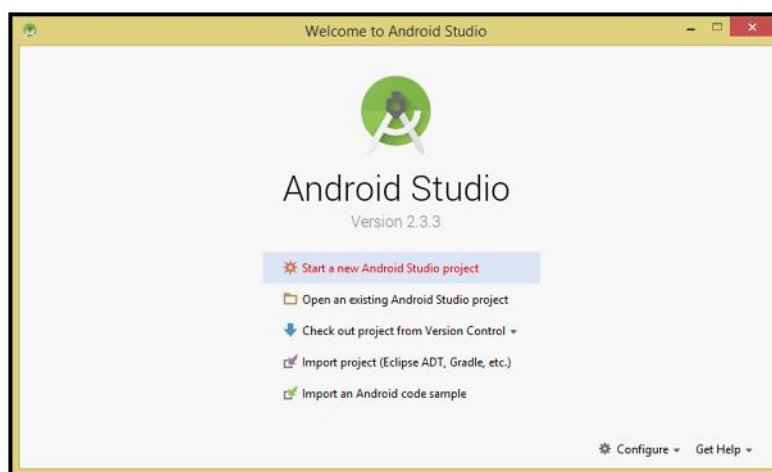 Welcome to Android Studio
Android Studio
Version 2.3.3
Start a new Android Studio project
Open an existing Android Studio project
Check out project from Version Control
Import project (Eclipse ADT, Gradle, etc.)
Import an Android code sample
Configure Get Help